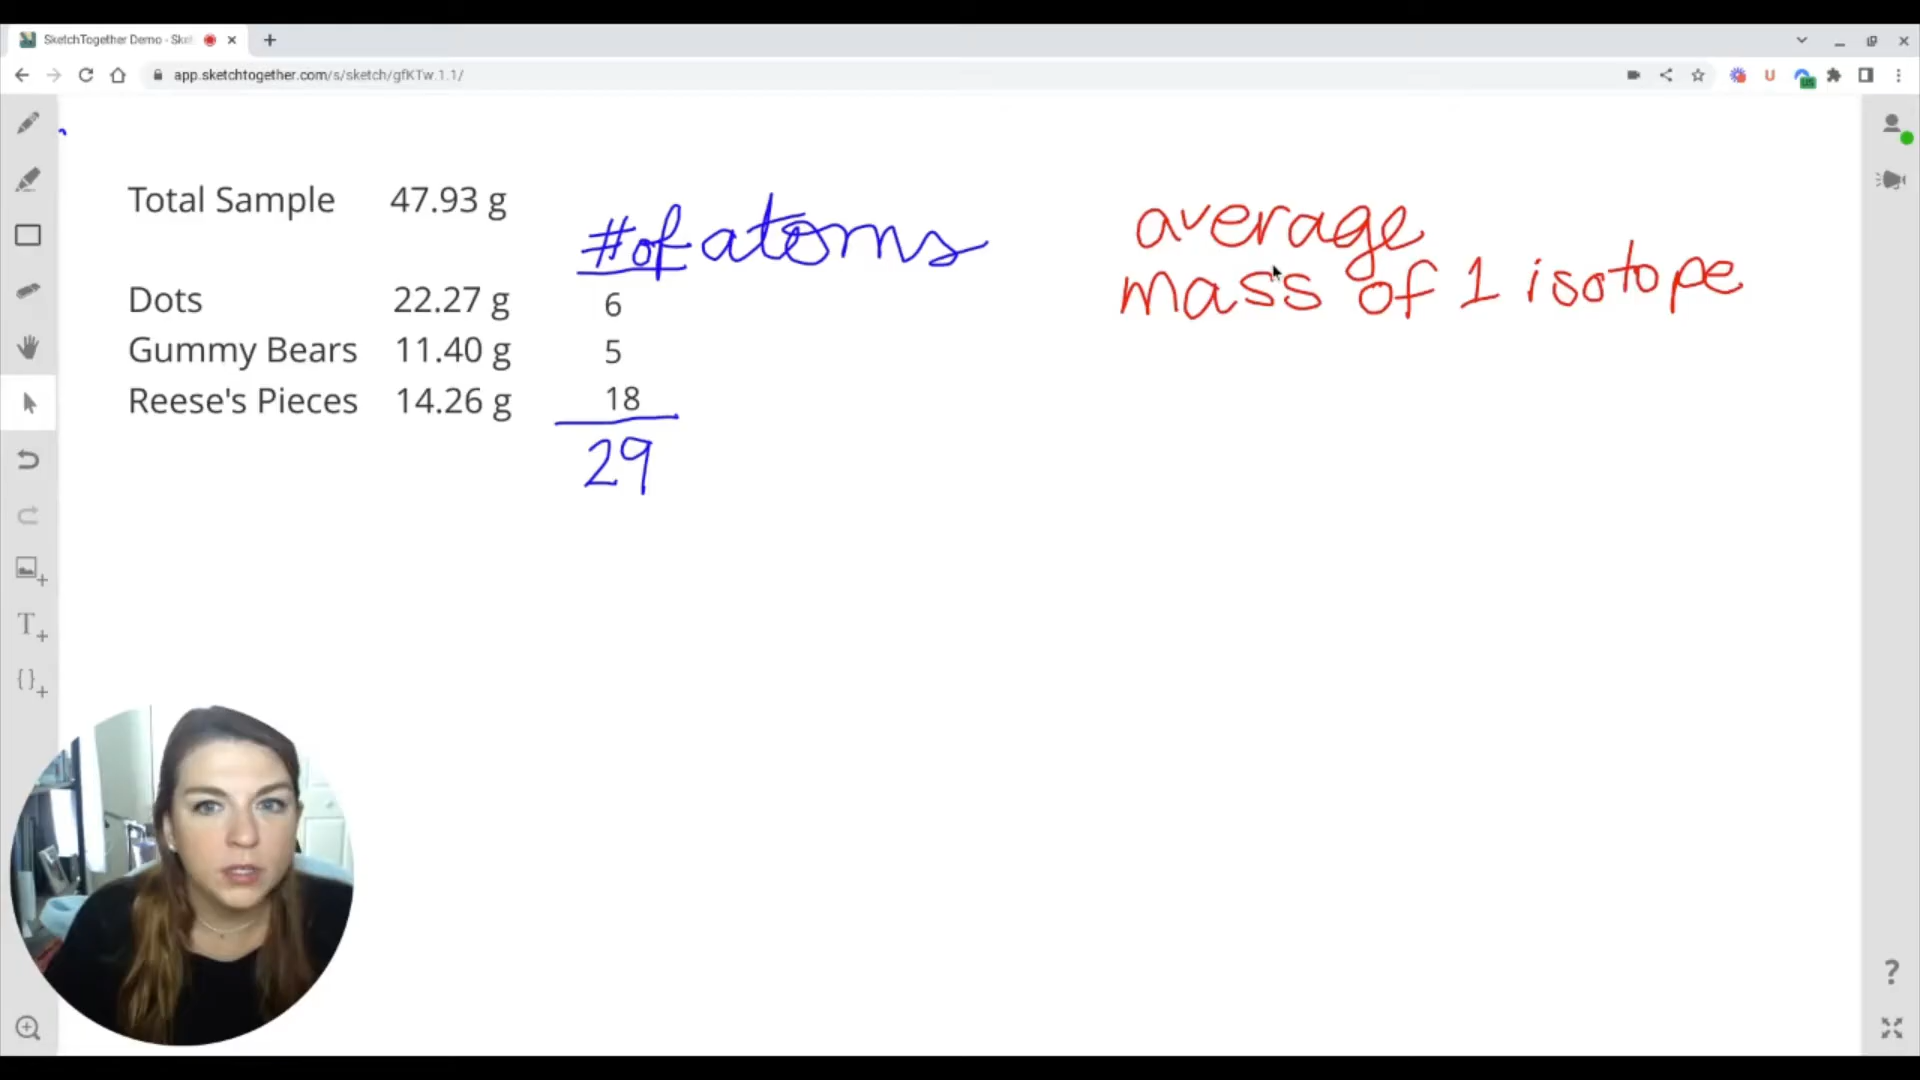 SketchTogether Demo - Ske
app.sketchtogether.com/s/sketch/gfKTw.1.1/
Total Sample 47.93 g
# of atoms
average
mass of 1 isotope
Dots 22.27 g 6
Gummy Bears 11.40 g 5
Reese's Pieces 14.26 g 18
29